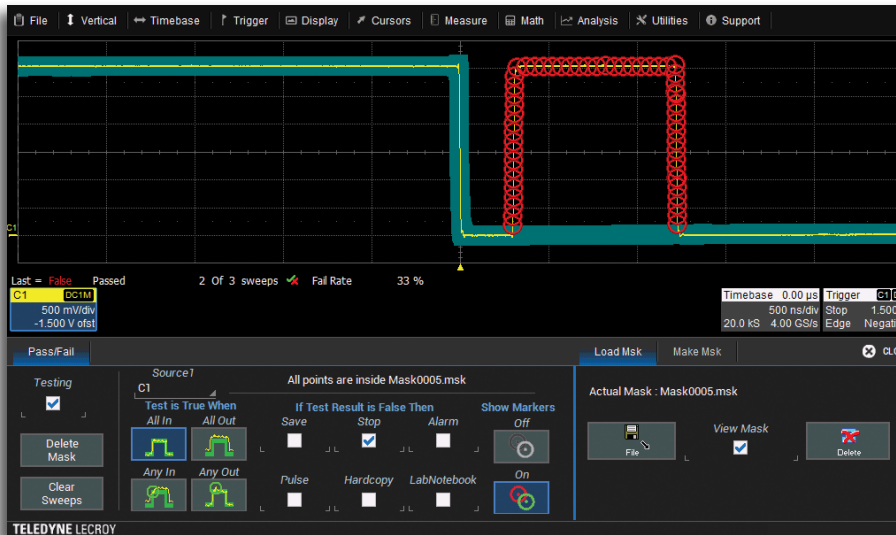 File Vertical Timebase Trigger Display Cursors Measure Math Analysis Utilities Support
C1
Last = False Passed 2 Of 3 sweeps Fail Rate 33 %
C1 DC1M
500 mV/div
-1.500 V ofst
Timebase 0.00 µs
500 ns/div
20.0 kS 4.00 GS/s
Trigger C1
Stop 1.500
Edge Negati
Pass/Fail
Load Msk Make Msk
CLO
Testing
Delete Mask
Clear Sweeps
Source1
C1
All points are inside Mask0005.msk
Test is True When
All In All Out
Any In Any Out
If Test Result is False Then
Save Stop Alarm
Pulse Hardcopy LabNotebook
Show Markers
Off
On
Actual Mask : Mask0005.msk
File
View Mask
Delete
TELEDYNE LECROY